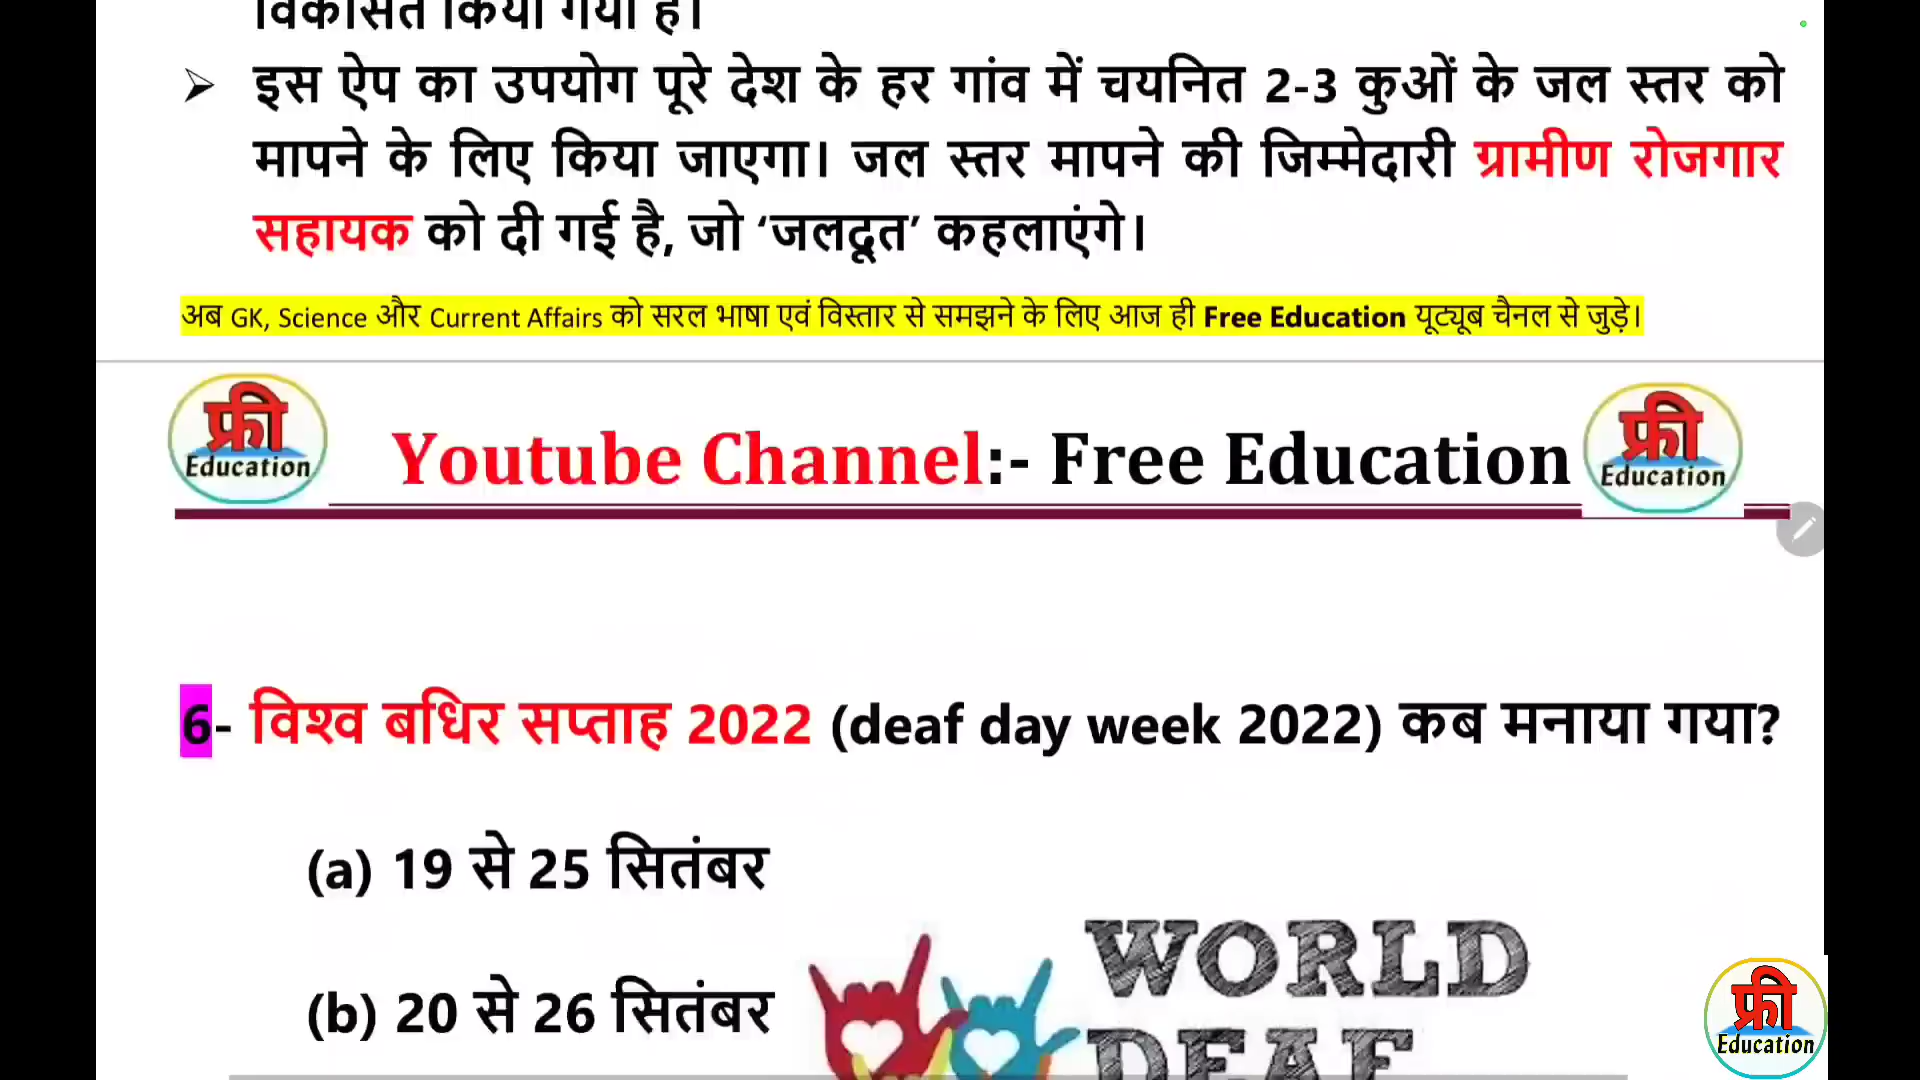 विकसित किया गया है।
➢ इस ऐप का उपयोग पूरे देश के हर गांव में चयनित 2-3 कुओं के जल स्तर को
मापने के लिए किया जाएगा। जल स्तर मापने की जिम्मेदारी ग्रामीण रोजगार
सहायक को दी गई है, जो ‘जलदूत’ कहलाएंगे।
अब GK, Science और Current Affairs को सरल भाषा एवं विस्तार से समझने के लिए आज ही Free Education यूट्यूब चैनल से जुड़े।
फ्री
Education
Youtube Channel:- Free Education
फ्री
Education
6- विश्व बधिर सप्ताह 2022 (deaf day week 2022) कब मनाया गया?
(a) 19 से 25 सितंबर
(b) 20 से 26 सितंबर
WORLD
DEAF
फ्री
Education